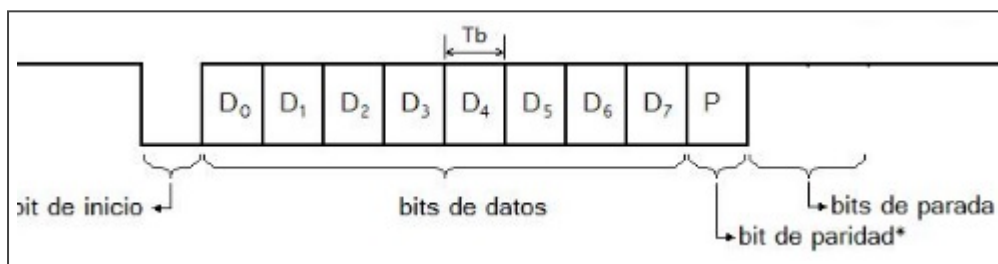 Tb
D₀ D₁ D₂ D₃ D₄ D₅ D₆ D₇ P
bit de inicio bits de datos bits de parada
bit de paridad*